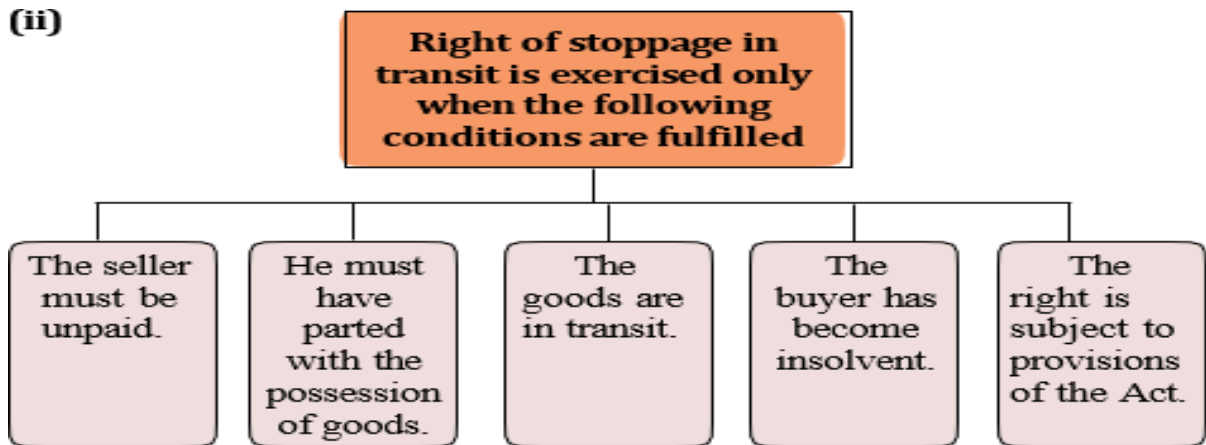 (ii)
Right of stoppage in
transit is exercised only
when the following
conditions are fulfilled
The seller
must be
unpaid.
He must
have
parted
with the
possession
of goods.
The
goods are
in transit.
The
buyer has
become
insolvent.
The
right is
subject to
provisions
of the Act.